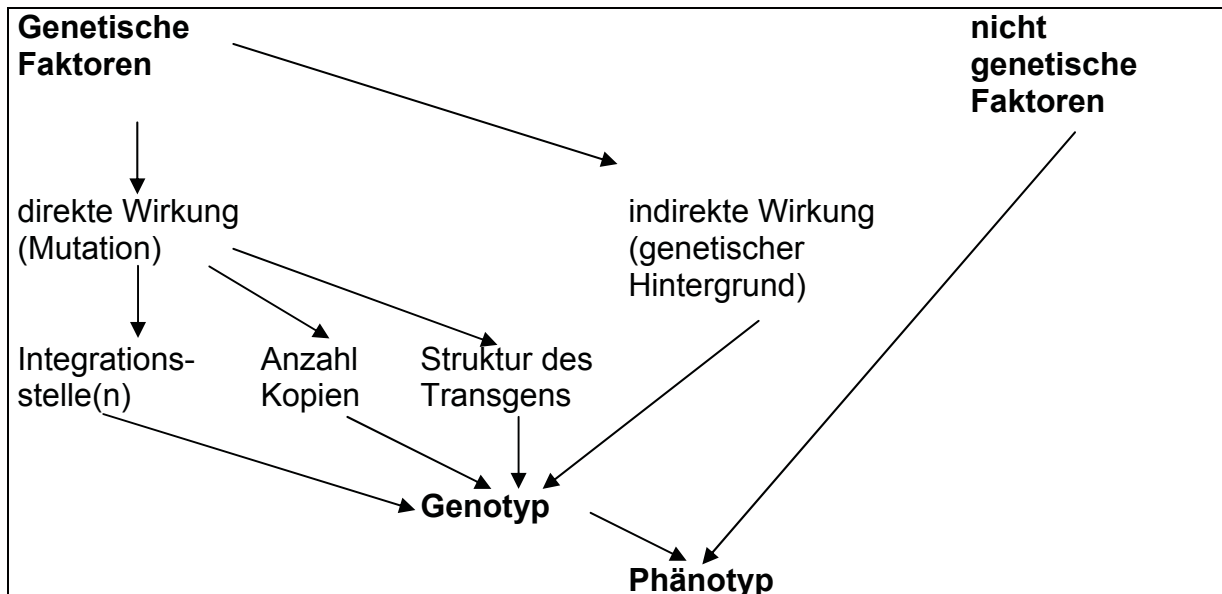 Genetische
Faktoren
nicht
genetische
Faktoren
direkte Wirkung
(Mutation)
indirekte Wirkung
(genetischer
Hintergrund)
Integrations-
stelle(n)
Anzahl
Kopien
Struktur des
Transgens
Genotyp
Phänotyp